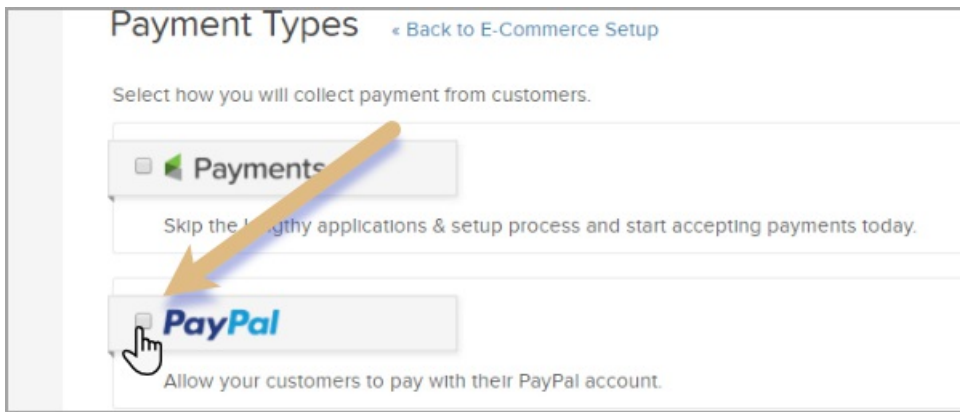 Payment Types « Back to E-Commerce Setup
Select how you will collect payment from customers.
Payments
Skip the applications & setup process and start accepting payments today.
PayPal
Allow your customers to pay with their PayPal account.